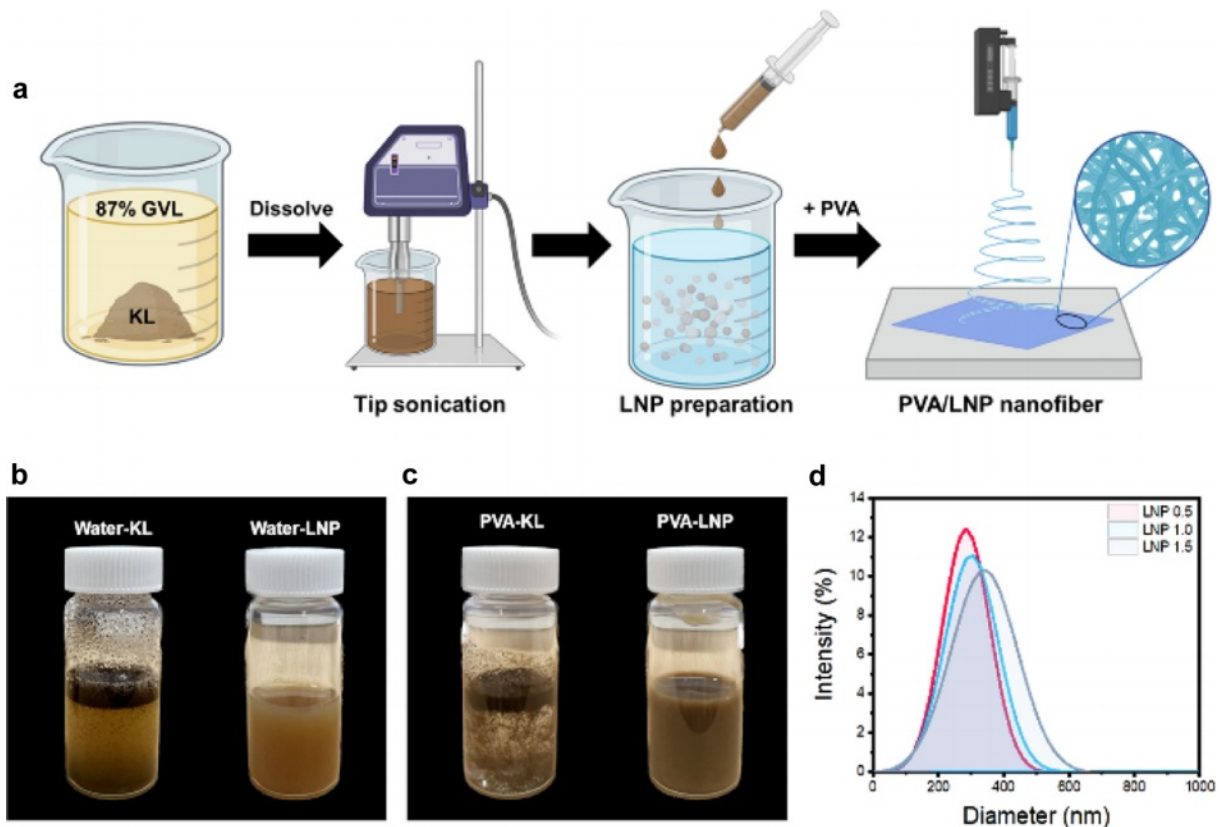 a
87% GVL
KL
Dissolve
+ PVA
Tip sonication
LNP preparation
PVA/LNP nanofiber
b
Water-KL
Water-LNP
c
PVA-KL
PVA-LNP
d
LNP 0.5
LNP 1.0
LNP 1.5
14
12
10
8
6
4
2
0
Intensity (%)
0 200 400 600 800 1000
Diameter (nm)